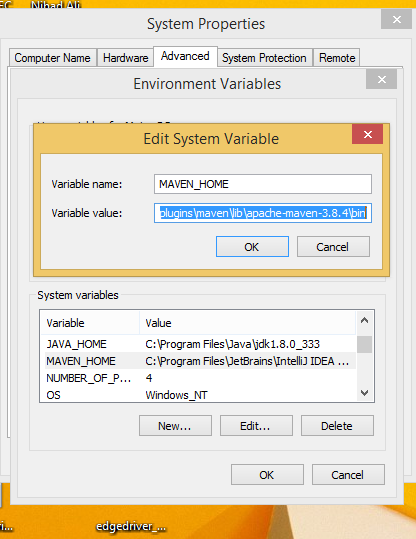 EC
Nihad Ali
System Properties
Computer Name Hardware Advanced System Protection Remote
Environment Variables
Edit System Variable
Variable name: MAVEN_HOME
Variable value: plugins\maven\lib\apache-maven-3.8.4\bin
OK Cancel
System variables
Variable Value
JAVA_HOME C:\Program Files\Java\jdk1.8.0_333
MAVEN_HOME C:\Program Files\JetBrains\IntelliJ IDEA ...
NUMBER_OF_P... 4
OS Windows_NT
New... Edit... Delete
OK Cancel
ri... edgedriver_...